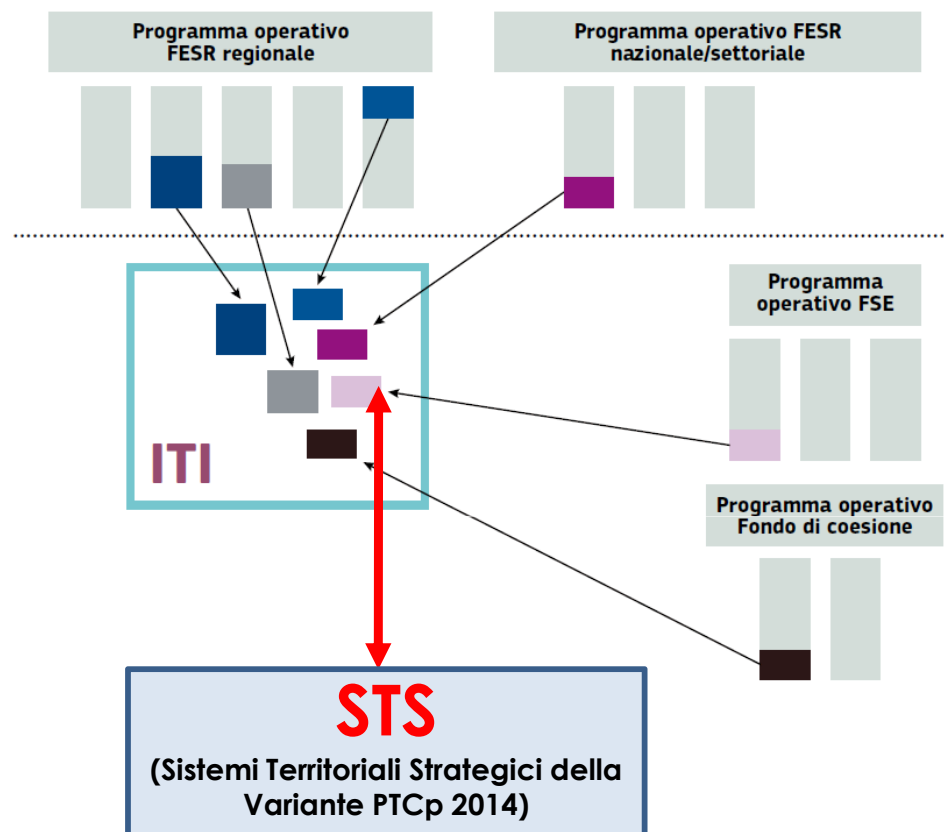 Programma operativo
FESR regionale
Programma operativo FESR
nazionale/settoriale
Programma
operativo FSE
ITI
Programma operativo
Fondo di coesione
STS
(Sistemi Territoriali Strategici della
Variante PTCp 2014)